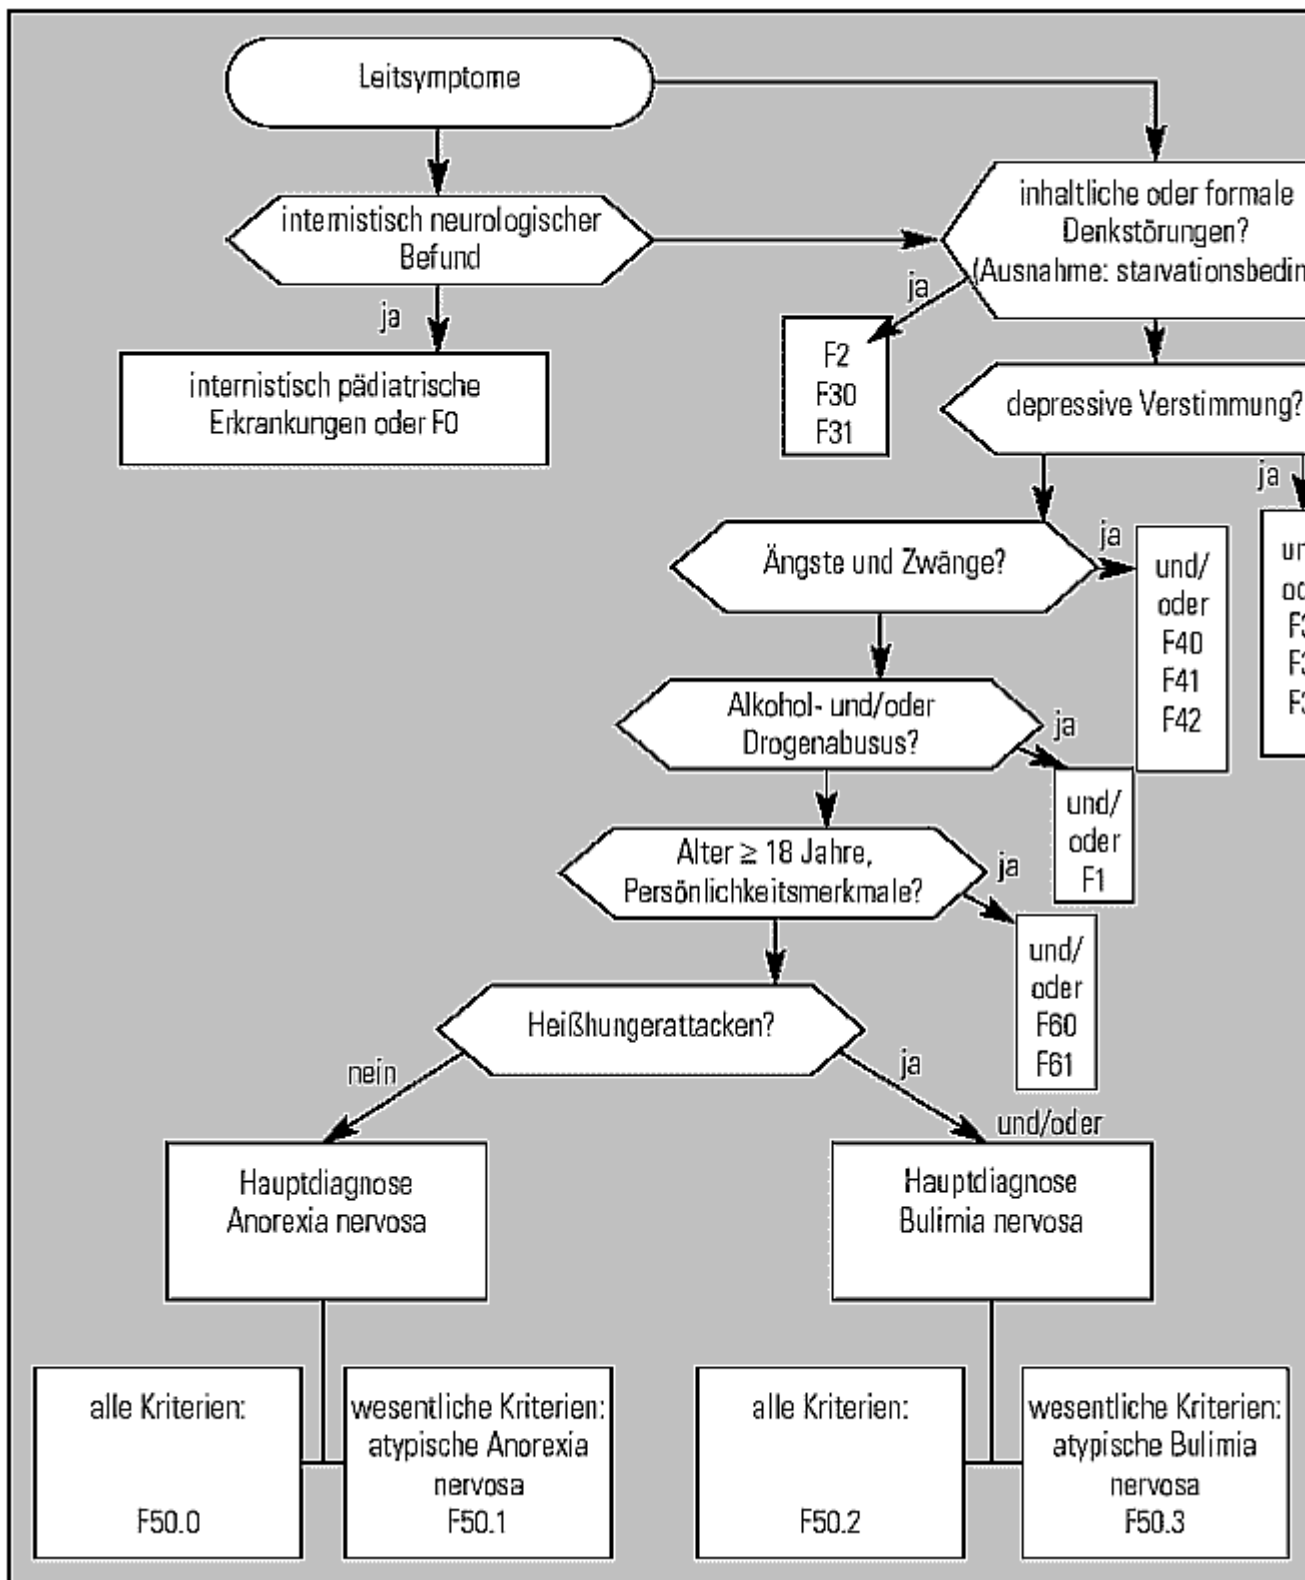 Leitsymptome
internistisch neurologischer
Befund
inhaltliche oder formale
Denkstörungen?
(Ausnahme:
ja
ja
internistisch pädiatrische
Erkrankungen oder F0
F2
F30
F31
depressive Verstimmung?
ja
Ängste und Zwänge?
ja
und/
oder
F40
F41
F42
Alkohol- und/oder
Drogenabusus?
ja
und/
oder
F1
Alter ≥ 18 Jahre,
Persönlichkeitsmerkmale?
ja
und/
oder
F60
F61
Heißhungerattacken?
nein
ja
und/oder
Hauptdiagnose
Anorexia nervosa
Hauptdiagnose
Bulimia nervosa
alle Kriterien:
F50.0
wesentliche Kriterien:
atypische Anorexia
nervosa
F50.1
alle Kriterien:
F50.2
wesentliche Kriterien:
atypische Bulimia
nervosa
F50.3